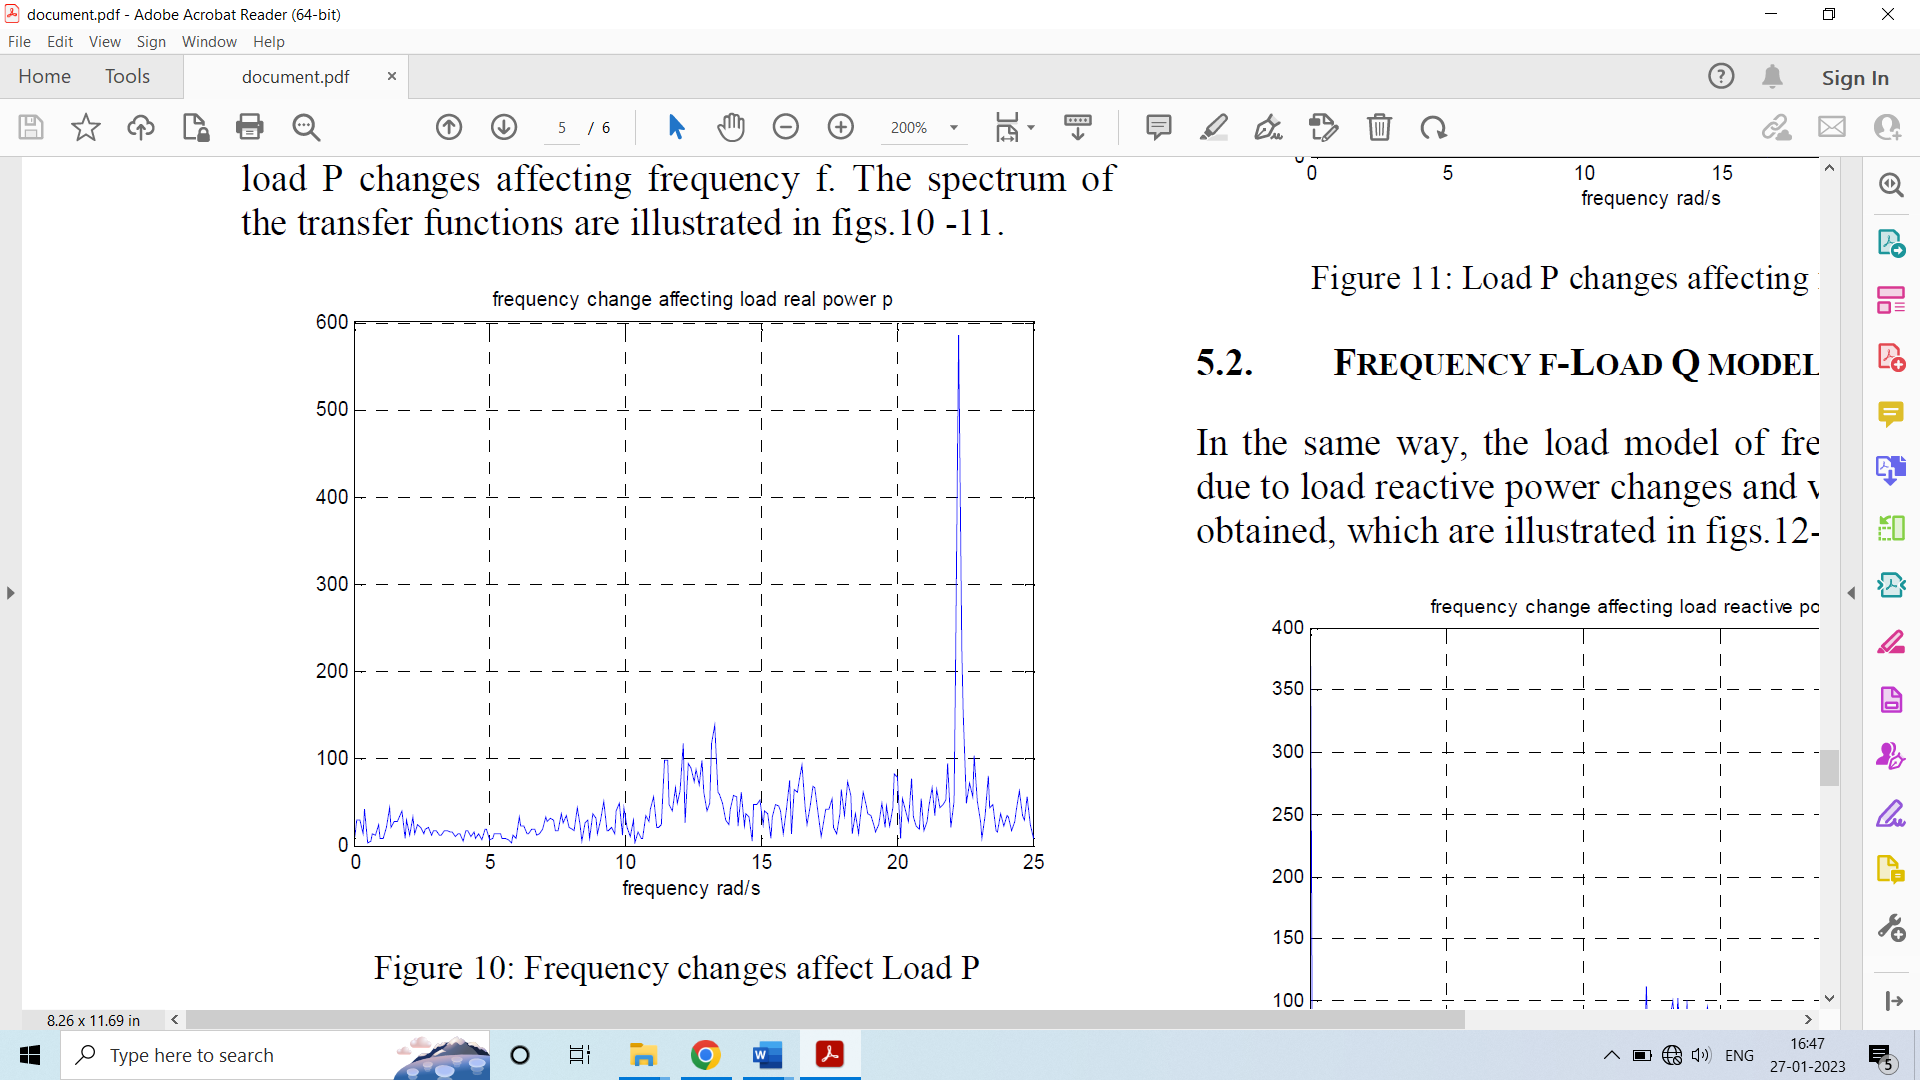 document.pdf - Adobe Acrobat Reader (64-bit)
File Edit View Sign Window Help
Home Tools document.pdf × ? Sign In
5 / 6 200%
load P changes affecting frequency f. The spectrum of
the transfer functions are illustrated in figs.10 -11.
frequency change affecting load real power p
600
500
400
300
200
100
0
0 5 10 15 20 25
frequency rad/s
Figure 10: Frequency changes affect Load P
0 5 10 15
frequency rad/s
Figure 11: Load P changes affecting
5.2. FREQUENCY F-LOAD Q MODEL
In the same way, the load model of fre
due to load reactive power changes and v
obtained, which are illustrated in figs.12-
frequency change affecting load reactive po
400
350
300
250
200
150
100
8.26 x 11.69 in
Type here to search
ENG
16:47
27-01-2023
5